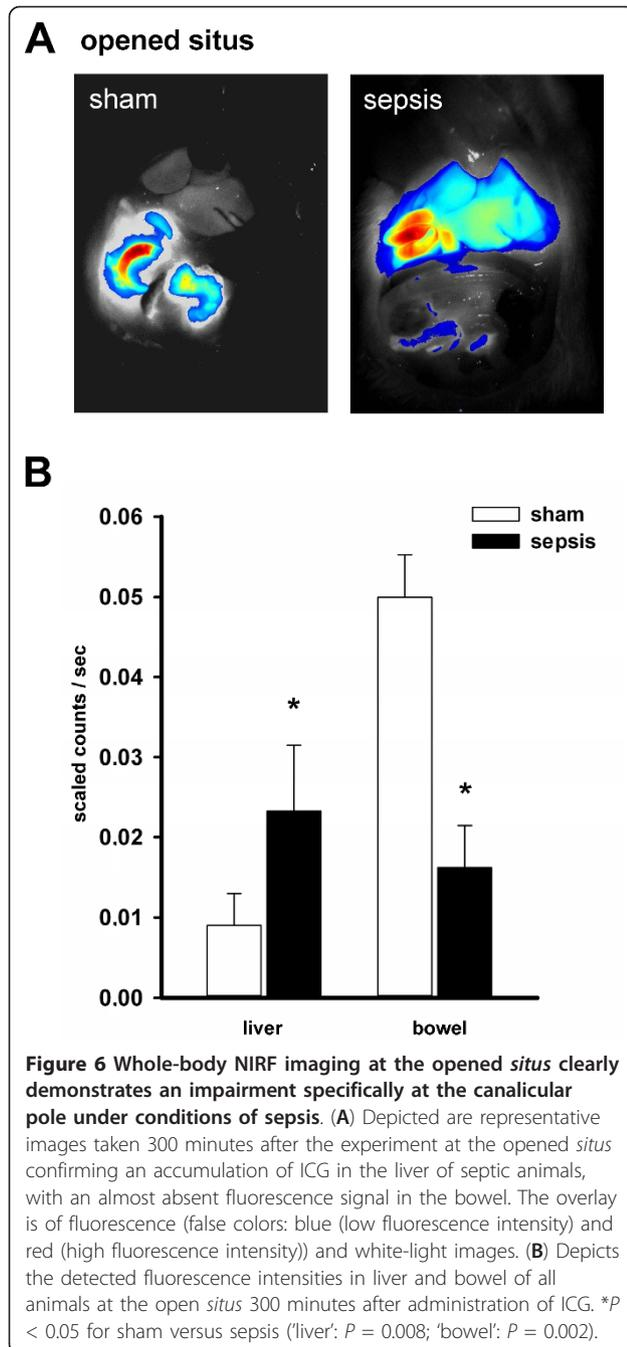 A opened situs
sham
sepsis
B
scaled counts / sec
0.06
0.05
0.04
0.03
0.02
0.01
0.00
sham
sepsis
*
*
liver
bowel
Figure 6 Whole-body NIRF imaging at the opened situs clearly
demonstrates an impairment specifically at the canalicular
pole under conditions of sepsis. (A) Depicted are representative
images taken 300 minutes after the experiment at the opened situs
confirming an accumulation of ICG in the liver of septic animals,
with an almost absent fluorescence signal in the bowel. The overlay
is of fluorescence (false colors: blue (low fluorescence intensity) and
red (high fluorescence intensity)) and white-light images. (B) Depicts
the detected fluorescence intensities in liver and bowel of all
animals at the open situs 300 minutes after administration of ICG. *P
< 0.05 for sham versus sepsis ('liver': P = 0.008; 'bowel': P = 0.002).